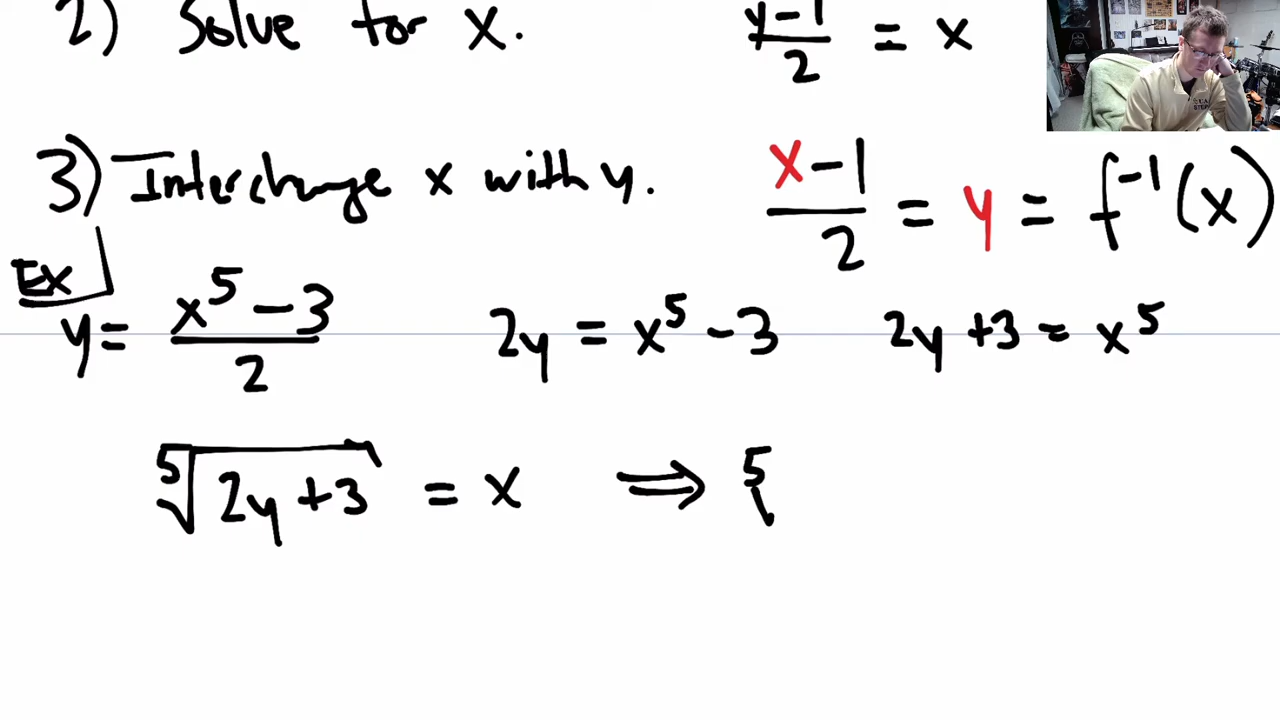 2) Solve for x.
y-1/2 = x
3) Interchange x with y.
x-1/2 = y = f⁻¹(x)
Ex
y = x⁵-3/2
2y = x⁵-3
2y+3 = x⁵
⁵√2y+3 = x ⇒ ⁵√